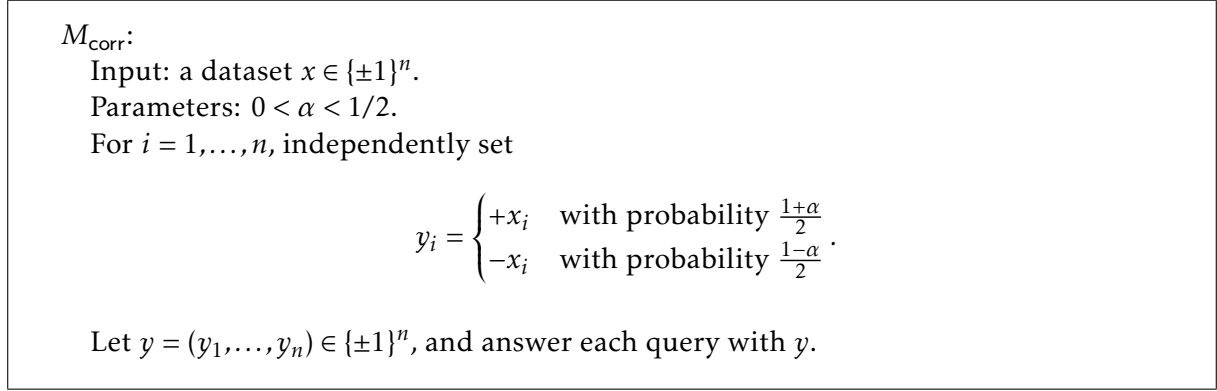 M_corr:
Input: a dataset x ∈ {±1}^n.
Parameters: 0 < α < 1/2.
For i = 1,...,n, independently set
y_i = { +x_i with probability (1+α)/2
−x_i with probability (1−α)/2 .
Let y = (y_1,...,y_n) ∈ {±1}^n, and answer each query with y.